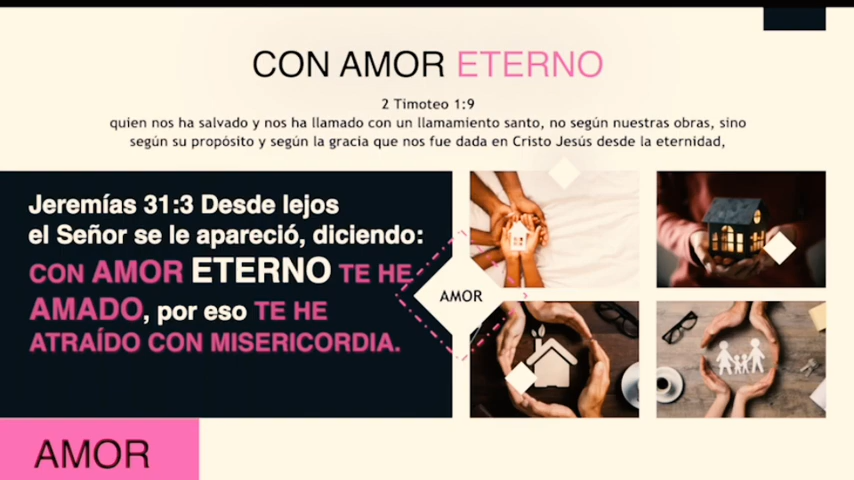 CON AMOR ETERNO
2 Timoteo 1:9
quien nos ha salvado y nos ha llamado con un llamamiento santo, no según nuestras obras, sino
según su propósito y según la gracia que nos fue dada en Cristo Jesús desde la eternidad,
Jeremías 31:3 Desde lejos
el Señor se le apareció, diciendo:
CON AMOR ETERNO TE HE
AMADO, por eso TE HE
ATRAÍDO CON MISERICORDIA.
AMOR
AMOR